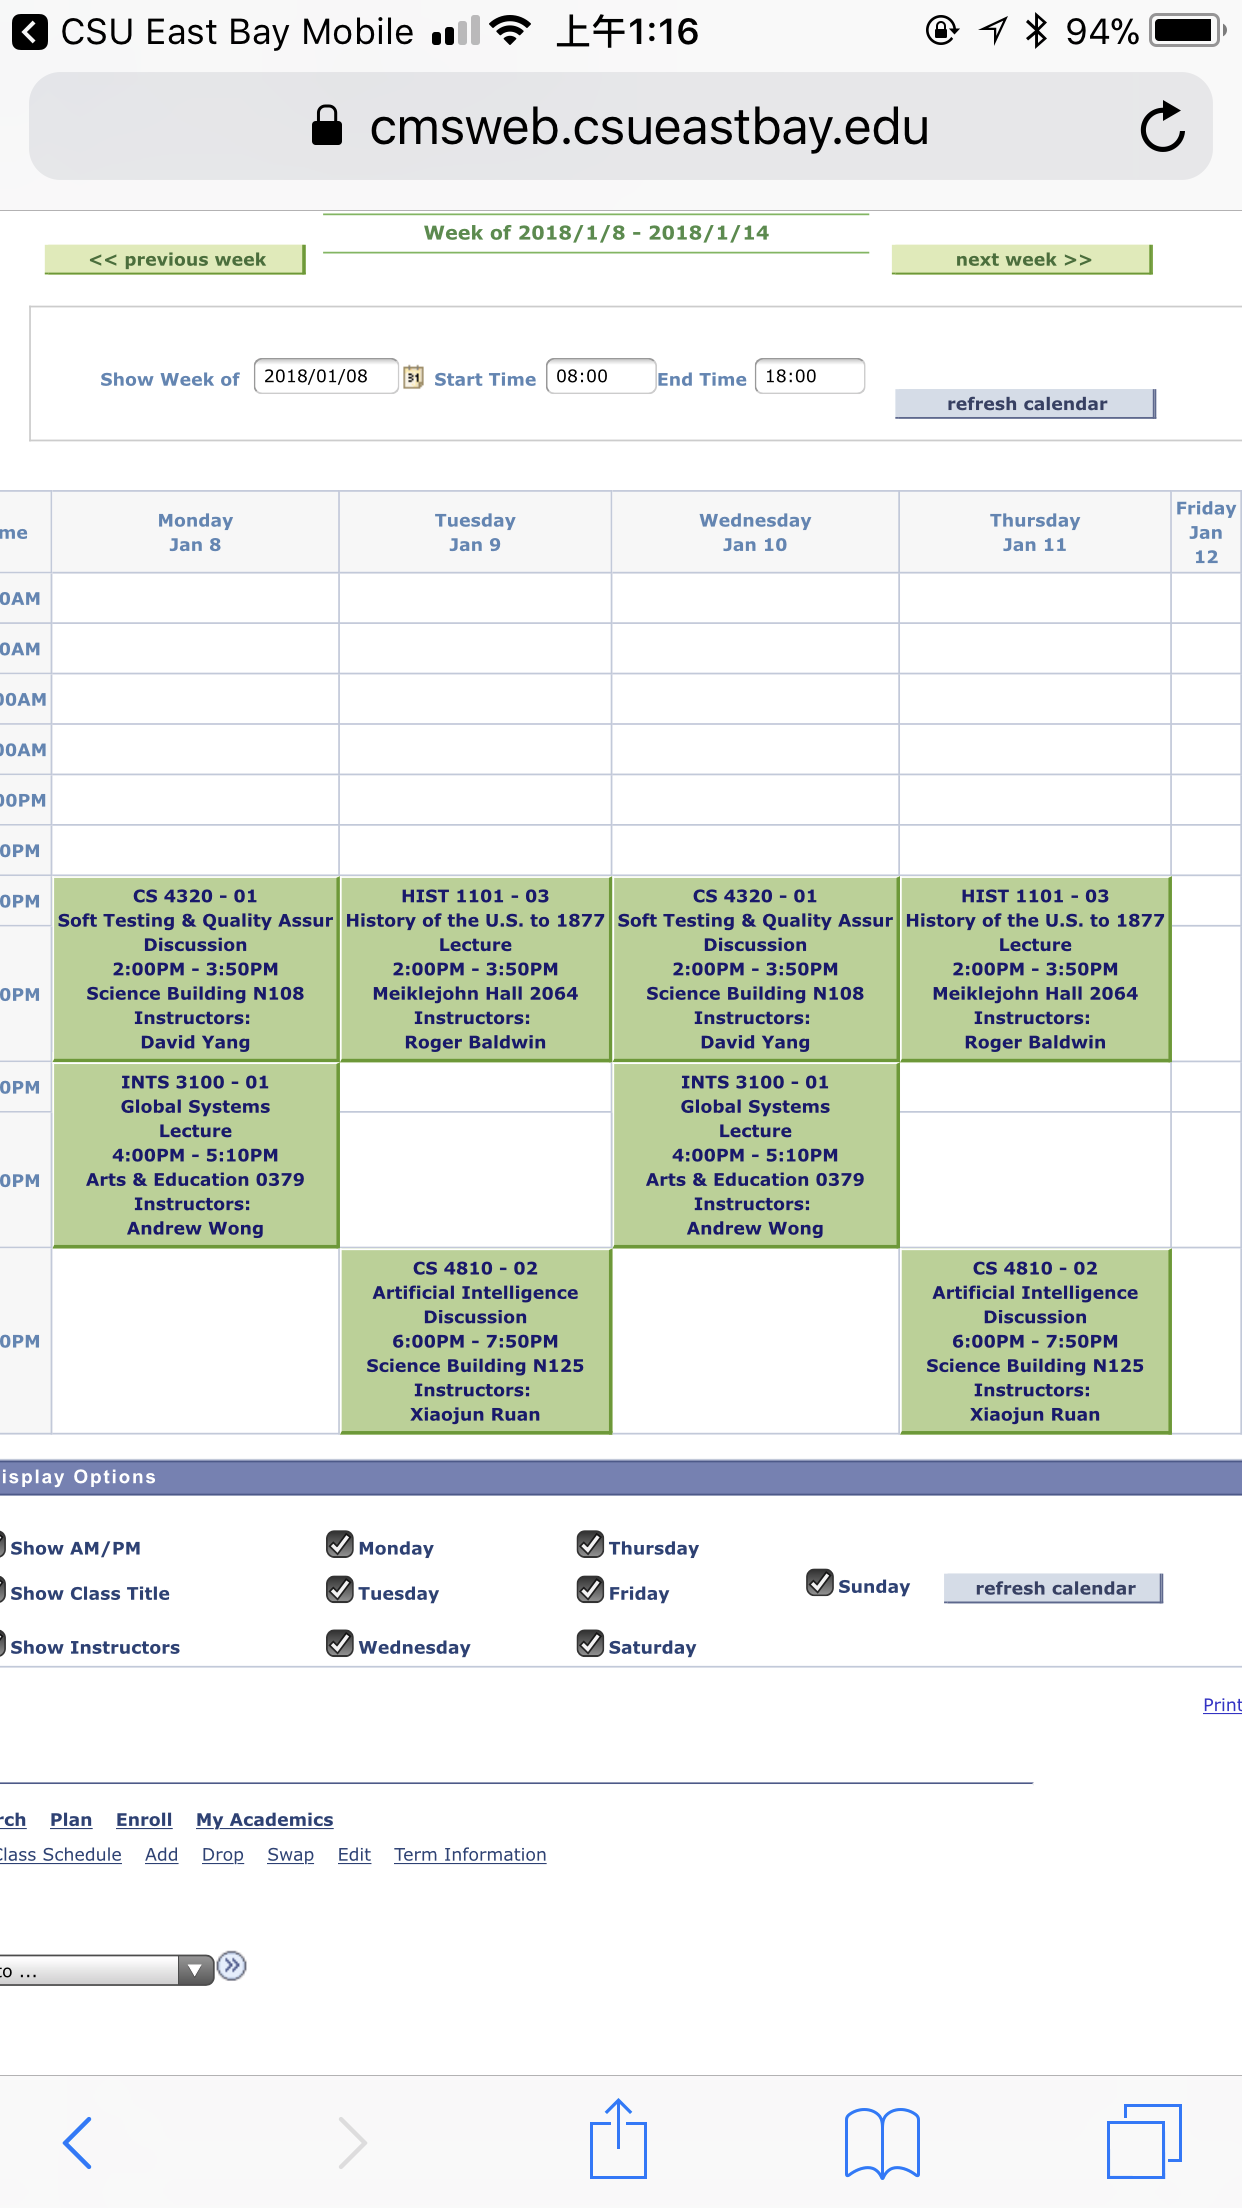 CSU East Bay Mobile 上午1:16 94%
cmsweb.csueastbay.edu
Week of 2018/1/8 - 2018/1/14
<< previous week
next week >>
Show Week of 2018/01/08 31 Start Time 08:00 End Time 18:00
refresh calendar
me
Monday
Jan 8
Tuesday
Jan 9
Wednesday
Jan 10
Thursday
Jan 11
Friday
Jan
12
0AM
0AM
00AM
00AM
00PM
0PM
0PM
0PM
CS 4320 - 01
Soft Testing & Quality Assur
Discussion
2:00PM - 3:50PM
Science Building N108
Instructors:
David Yang
HIST 1101 - 03
History of the U.S. to 1877
Lecture
2:00PM - 3:50PM
Meiklejohn Hall 2064
Instructors:
Roger Baldwin
CS 4320 - 01
Soft Testing & Quality Assur
Discussion
2:00PM - 3:50PM
Science Building N108
Instructors:
David Yang
HIST 1101 - 03
History of the U.S. to 1877
Lecture
2:00PM - 3:50PM
Meiklejohn Hall 2064
Instructors:
Roger Baldwin
0PM
0PM
INTS 3100 - 01
Global Systems
Lecture
4:00PM - 5:10PM
Arts & Education 0379
Instructors:
Andrew Wong
INTS 3100 - 01
Global Systems
Lecture
4:00PM - 5:10PM
Arts & Education 0379
Instructors:
Andrew Wong
0PM
CS 4810 - 02
Artificial Intelligence
Discussion
6:00PM - 7:50PM
Science Building N125
Instructors:
Xiaojun Ruan
CS 4810 - 02
Artificial Intelligence
Discussion
6:00PM - 7:50PM
Science Building N125
Instructors:
Xiaojun Ruan
isplay Options
Show AM/PM Monday Thursday
Show Class Title Tuesday Friday Sunday refresh calendar
Show Instructors Wednesday Saturday
Print
rch Plan Enroll My Academics
Class Schedule Add Drop Swap Edit Term Information
to ...